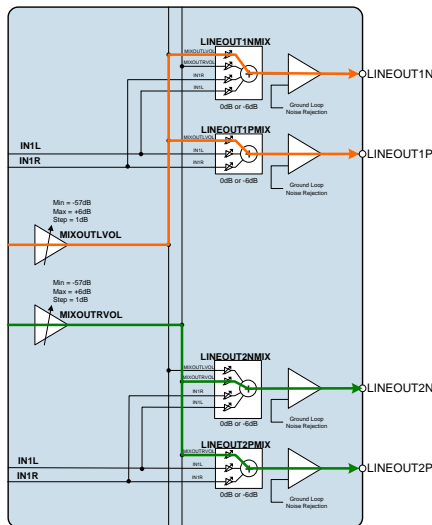 LINEOUT1NMIX
MIXOUTLVOL
MIXOUTRVOL
IN1R
IN1L
0dB or -6dB
Ground Loop
Noise Rejection
LINEOUT1N
LINEOUT1PMIX
MIXOUTLVOL
IN1L
IN1R
0dB or -6dB
Ground Loop
Noise Rejection
LINEOUT1P
IN1L
IN1R
Min = -57dB
Max = +6dB
Step = 1dB
MIXOUTLVOL
Min = -57dB
Max = +6dB
Step = 1dB
MIXOUTRVOL
LINEOUT2NMIX
MIXOUTLVOL
MIXOUTRVOL
IN1R
IN1L
0dB or -6dB
Ground Loop
Noise Rejection
LINEOUT2N
LINEOUT2PMIX
MIXOUTRVOL
IN1L
IN1R
0dB or -6dB
Ground Loop
Noise Rejection
LINEOUT2P
IN1L
IN1R